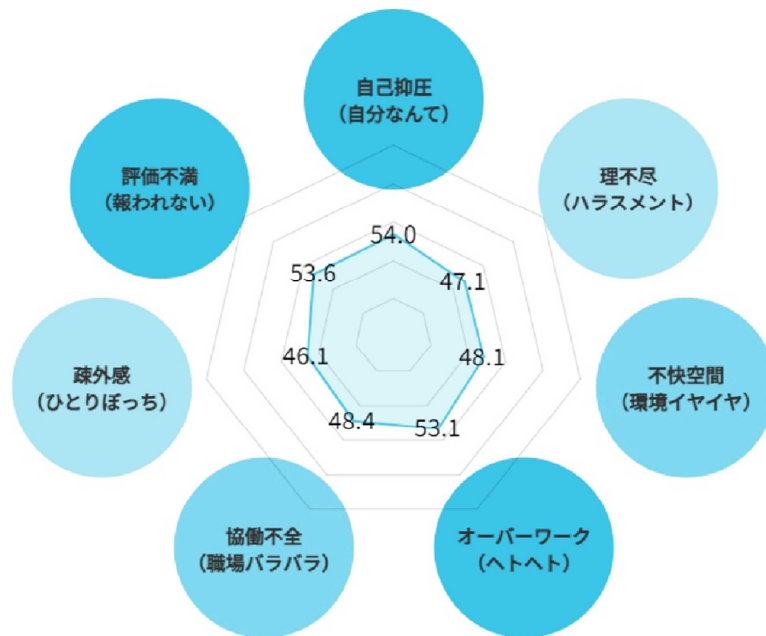 自己抑圧
（自分なんて）
評価不満
（報われない）
理不尽
（ハラスメント）
54.0
53.6
47.1
46.1
48.1
疎外感
（ひとりぼっち）
不快空間
（環境イヤイヤ）
48.4
53.1
協働不全
（職場バラバラ）
オーバーワーク
（ヘトヘト）